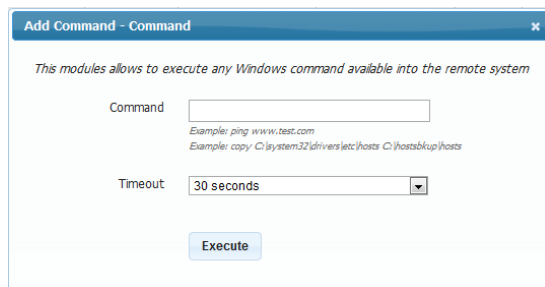 Add Command - Command
This modules allows to execute any Windows command available into the remote system
Command
Example: ping www.test.com
Example: copy C:\system32\drivers\etc\hosts C:\hostsbkup\hosts
Timeout
30 seconds
Execute